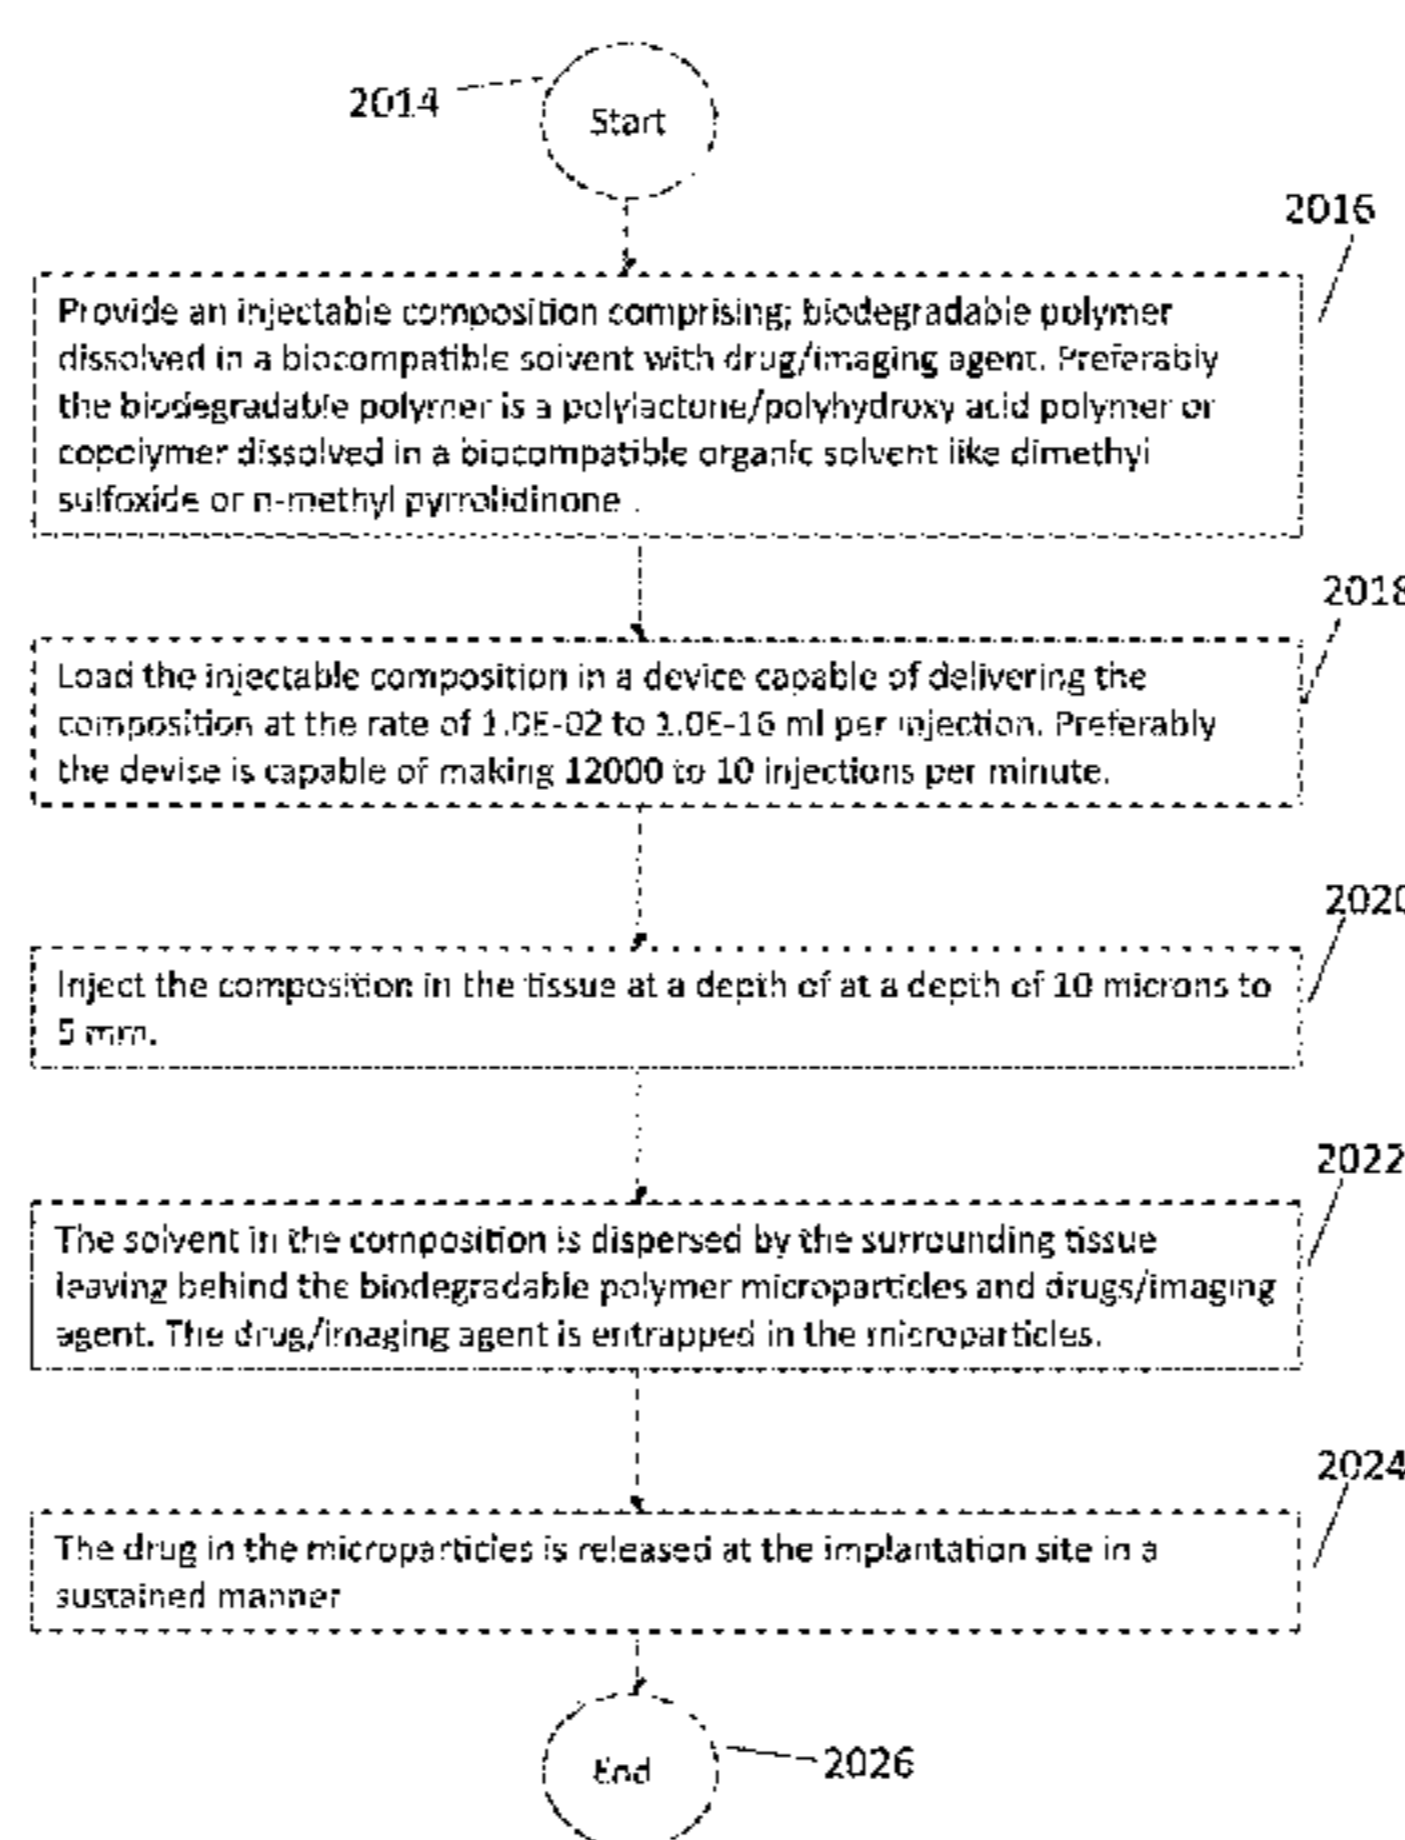 2014
Start
2016
Provide an injectable composition comprising; biodegradable polymer
dissolved in a biocompatible solvent with drug/imaging agent. Preferably
the biodegradable polymer is a polylactone/polyhydroxy acid polymer or
copolymer dissolved in a biocompatible organic solvent like dimethyl
sulfoxide or n-methyl pyrrolidinone .
2018
Load the injectable composition in a device capable of delivering the
composition at the rate of 1.0E-02 to 1.0E-16 ml per injection. Preferably
the devise is capable of making 12000 to 10 injections per minute.
2020
Inject the composition in the tissue at a depth of at a depth of 10 microns to
5 mm.
2022
The solvent in the composition is dispersed by the surrounding tissue
leaving behind the biodegradable polymer microparticles and drugs/imaging
agent. The drug/imaging agent is entrapped in the microparticles.
2024
The drug in the microparticles is released at the implantation site in a
sustained manner
End
2026